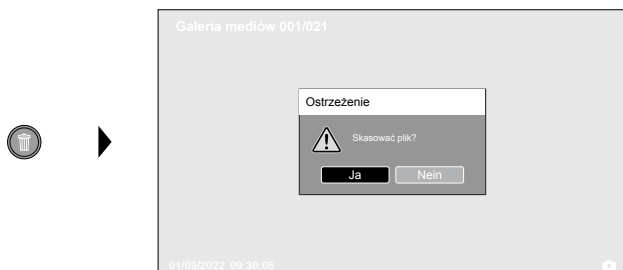 Galeria mediów 001/021
Ostrzeżenie
Skasować plik?
Ja Nein
01/09/2022 09:30:05